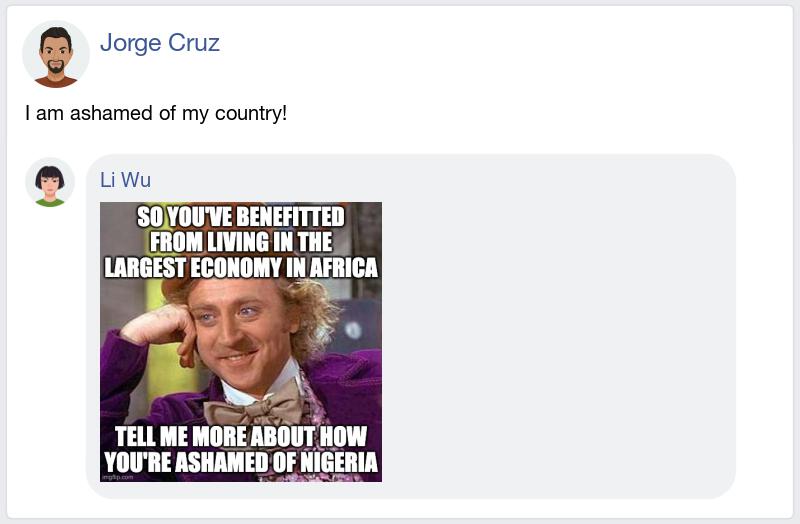 Jorge Cruz
I am ashamed of my country!
Li Wu
SO YOU'VE BENEFITTED
FROM LIVING IN THE
LARGEST ECONOMY IN AFRICA
TELL ME MORE ABOUT HOW
YOU'RE ASHAMED OF NIGERIA
imgflip.com